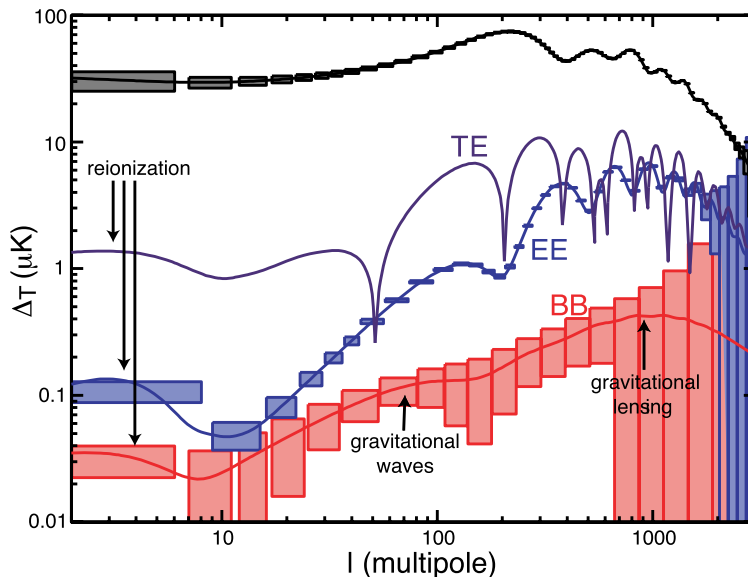 100
10
1
0.1
0.01
ΔT (μK)
reionization
TE
EE
BB
gravitational
waves
gravitational
lensing
10
100
1000
l (multipole)